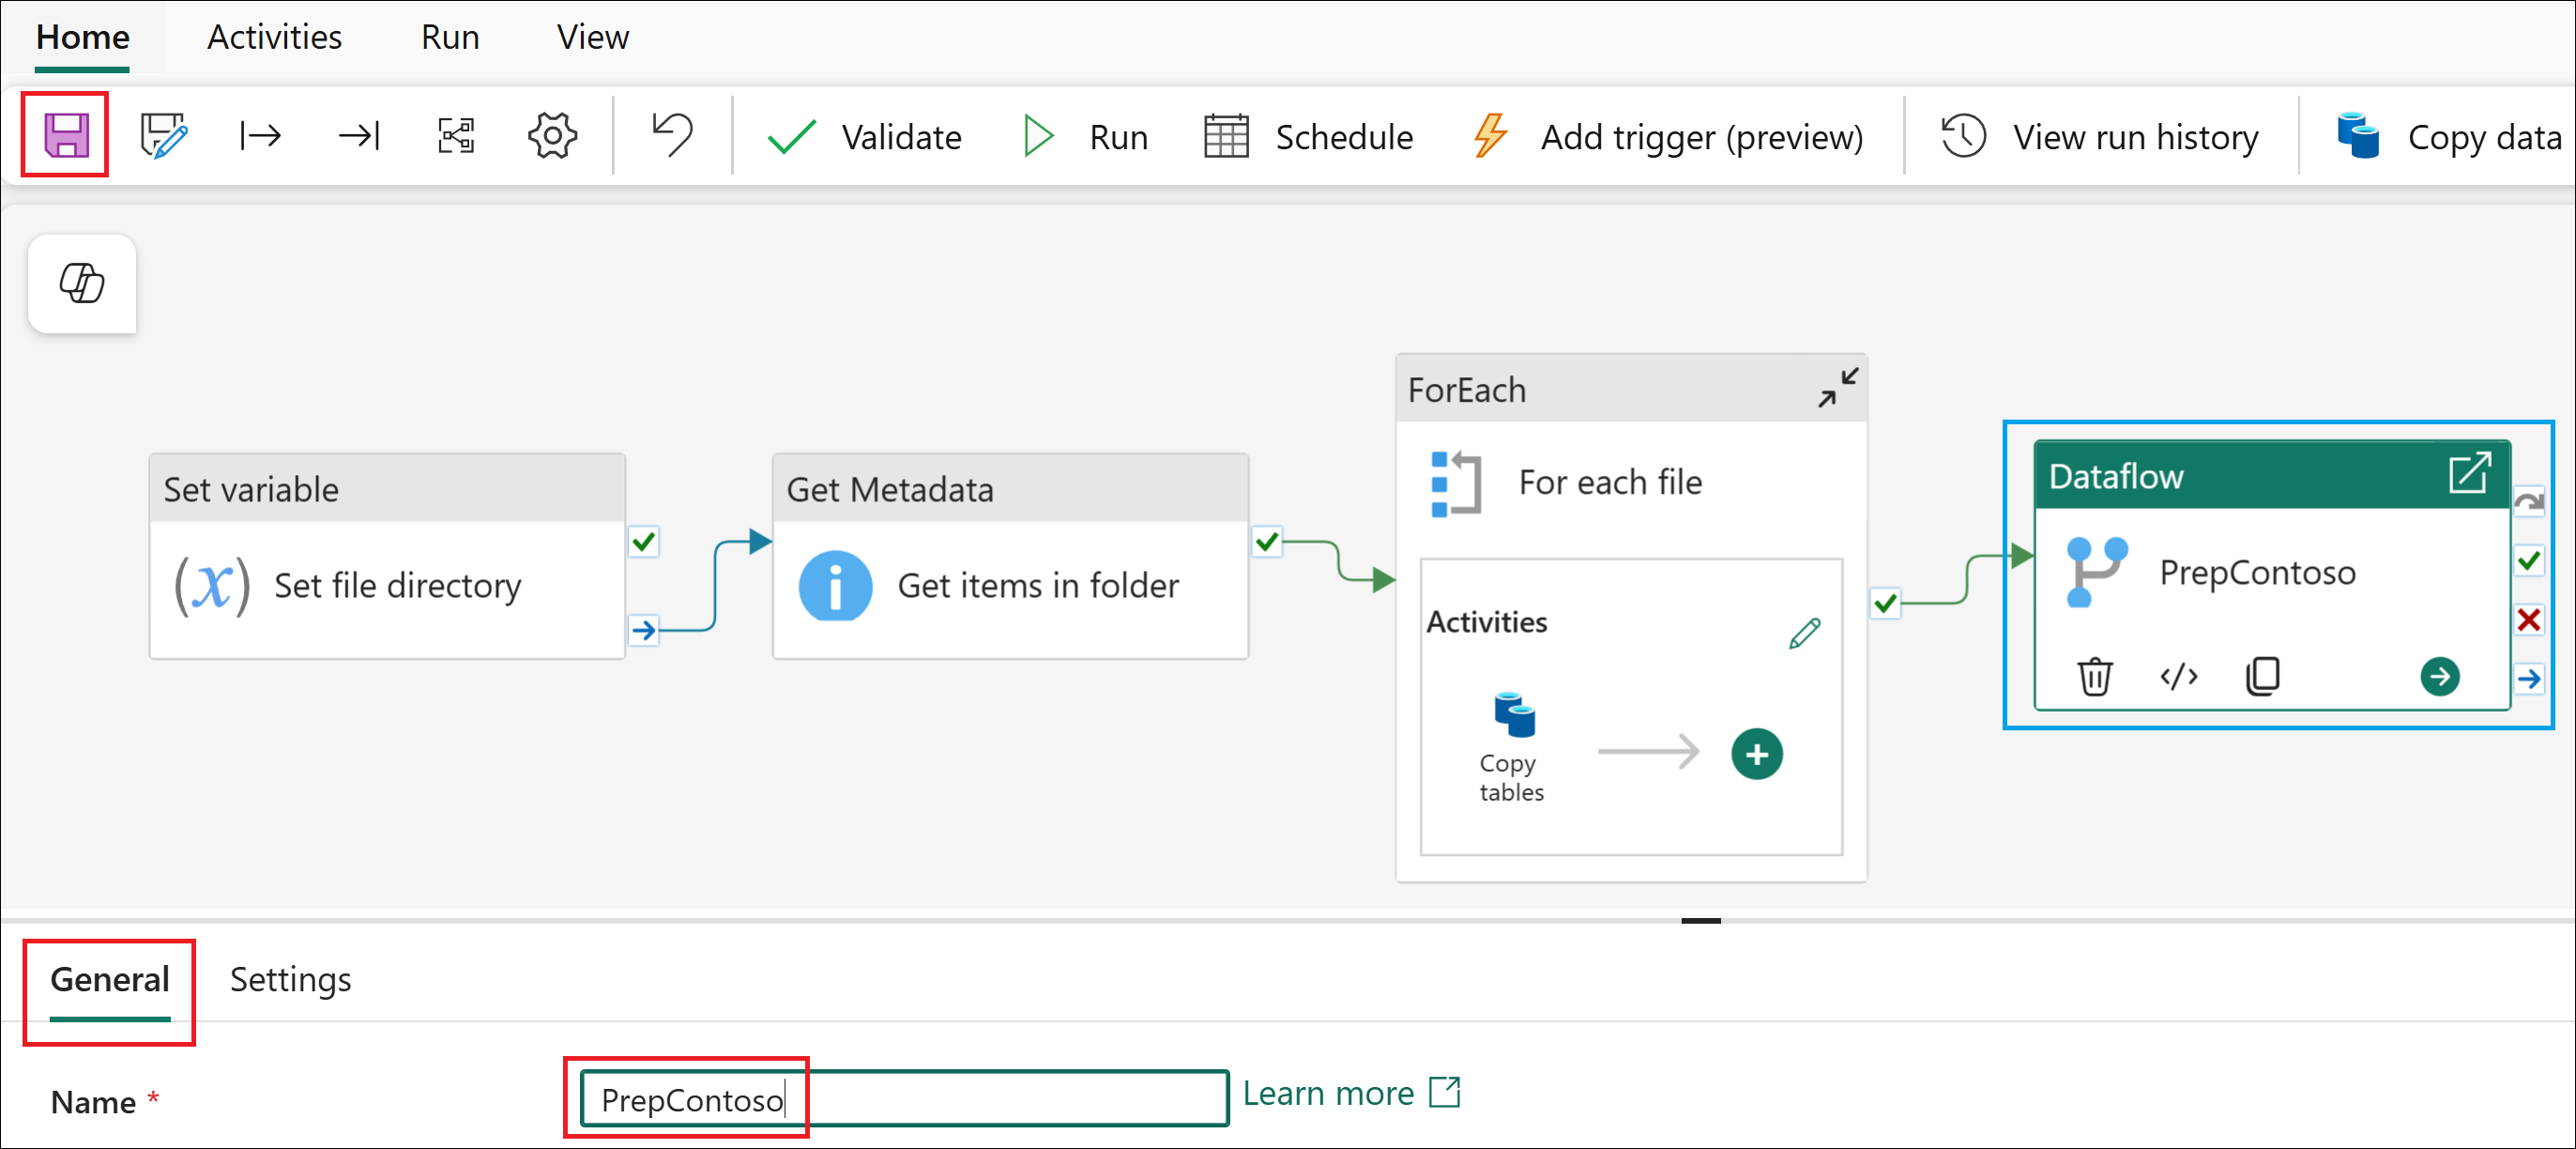 Home Activities Run View
Validate Run Schedule Add trigger (preview) View run history Copy data
Set variable
(x) Set file directory
Get Metadata
Get items in folder
ForEach
For each file
Activities
Copy
tables
Dataflow
PrepContoso
</>
General Settings
Name * PrepContoso Learn more